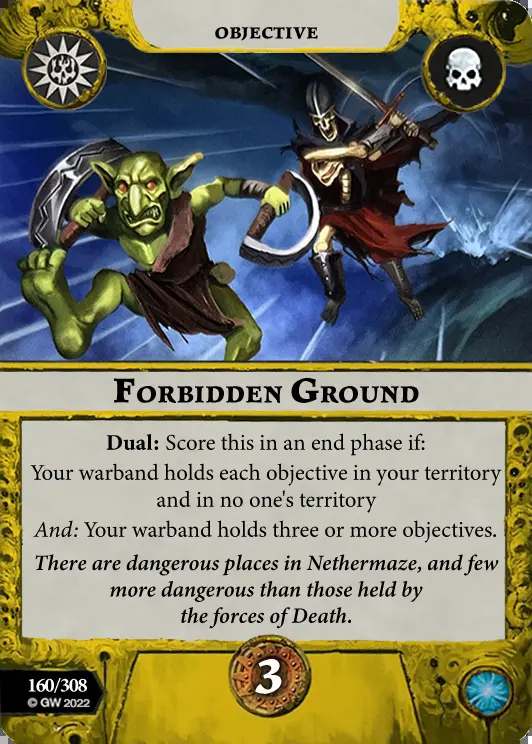 OBJECTIVE
FORBIDDEN GROUND
Dual: Score this in an end phase if:
Your warband holds each objective in your territory
and in no one's territory
And: Your warband holds three or more objectives.
There are dangerous places in Nethermaze, and few
more dangerous than those held by
the forces of Death.
3
160/308
© GW 2022